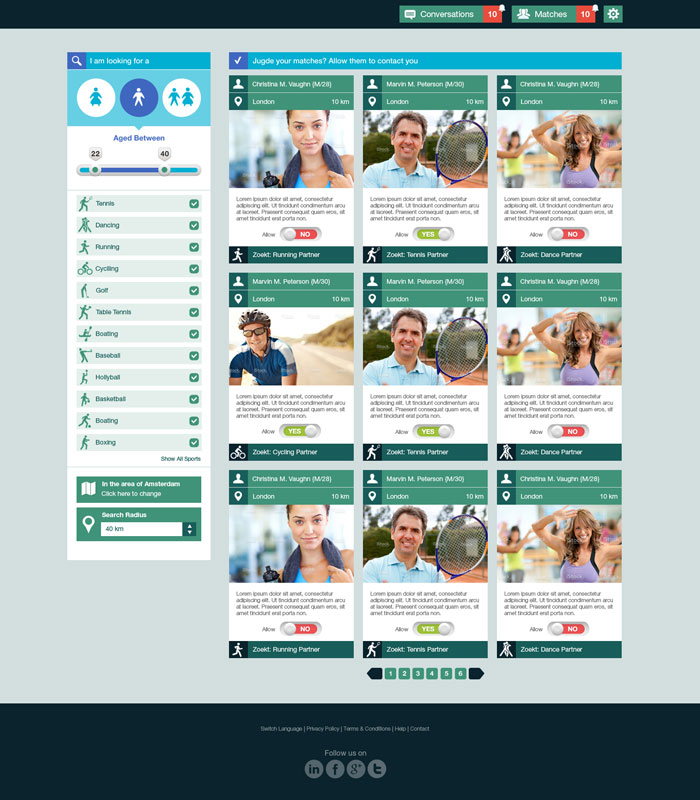 Conversations 10 Matches 10
I am looking for a
Aged Between
22 40
Tennis
Dancing
Running
Cyclling
Golf
Table Tennis
Boating
Baseball
Hollyball
Basketball
Boating
Boxing
Show All Sports
In the area of Amsterdam
Click here to change
Search Radius
40 km
Jugde your matches? Allow them to contact you
Christina M. Vaughn (M/28)
London 10 km
Lorem ipsum dolor sit amet, consectetur
adipiscing elit. Ut tincidunt condimentum arcu
at laoreet. Praesent consequat quam eros, sit
amet tincidunt erat porta non.
Allow NO
Zoekt: Running Partner
Marvin M. Peterson (M/30)
London 10 km
Lorem ipsum dolor sit amet, consectetur
adipiscing elit. Ut tincidunt condimentum arcu
at laoreet. Praesent consequat quam eros, sit
amet tincidunt erat porta non.
Allow YES
Zoekt: Tennis Partner
Christina M. Vaughn (M/28)
London 10 km
iStock
Lorem ipsum dolor sit amet, consectetur
adipiscing elit. Ut tincidunt condimentum arcu
at laoreet. Praesent consequat quam eros, sit
amet tincidunt erat porta non.
Allow NO
Zoekt: Dance Partner
Marvin M. Peterson (M/30)
London 10 km
iStock
Lorem ipsum dolor sit amet, consectetur
adipiscing elit. Ut tincidunt condimentum arcu
at laoreet. Praesent consequat quam eros, sit
amet tincidunt erat porta non.
Allow YES
Zoekt: Cycling Partner
Marvin M. Peterson (M/30)
London 10 km
Lorem ipsum dolor sit amet, consectetur
adipiscing elit. Ut tincidunt condimentum arcu
at laoreet. Praesent consequat quam eros, sit
amet tincidunt erat porta non.
Allow YES
Zoekt: Tennis Partner
Christina M. Vaughn (M/28)
London 10 km
iStock
Lorem ipsum dolor sit amet, consectetur
adipiscing elit. Ut tincidunt condimentum arcu
at laoreet. Praesent consequat quam eros, sit
amet tincidunt erat porta non.
Allow NO
Zoekt: Dance Partner
Christina M. Vaughn (M/28)
London 10 km
Lorem ipsum dolor sit amet, consectetur
adipiscing elit. Ut tincidunt condimentum arcu
at laoreet. Praesent consequat quam eros, sit
amet tincidunt erat porta non.
Allow NO
Zoekt: Running Partner
Marvin M. Peterson (M/30)
London 10 km
Lorem ipsum dolor sit amet, consectetur
adipiscing elit. Ut tincidunt condimentum arcu
at laoreet. Praesent consequat quam eros, sit
amet tincidunt erat porta non.
Allow YES
Zoekt: Tennis Partner
Christina M. Vaughn (M/28)
London 10 km
iStock
Lorem ipsum dolor sit amet, consectetur
adipiscing elit. Ut tincidunt condimentum arcu
at laoreet. Praesent consequat quam eros, sit
amet tincidunt erat porta non.
Allow NO
Zoekt: Dance Partner
1 2 3 4 5 6
Switch Language | Privacy Policy | Terms & Conditions | Help | Contact
Follow us on
in f g+ t